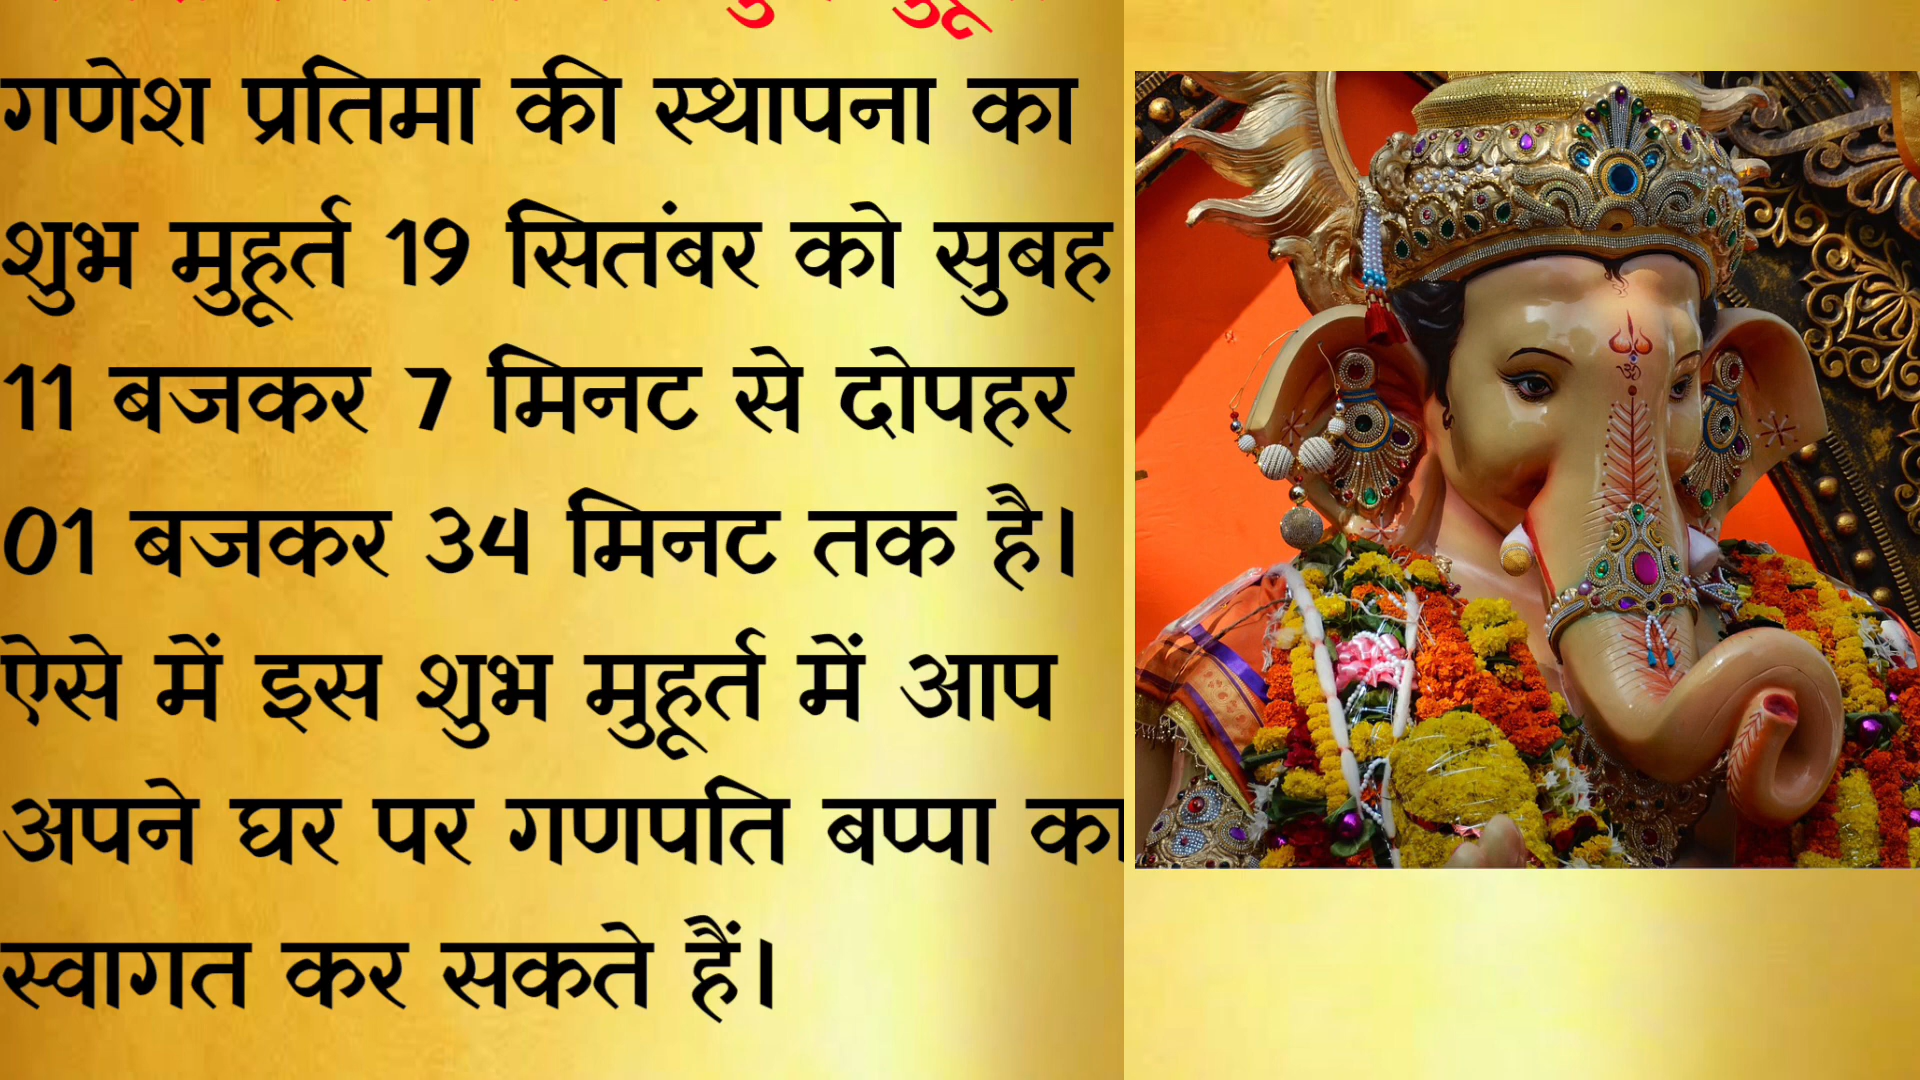 गणेश प्रतिमा की स्थापना का
शुभ मुहूर्त 19 सितंबर को सुबह
11 बजकर 7 मिनट से दोपहर
01 बजकर 34 मिनट तक है।
ऐसे में इस शुभ मुहूर्त में आप
अपने घर पर गणपति बप्पा का
स्वागत कर सकते हैं।